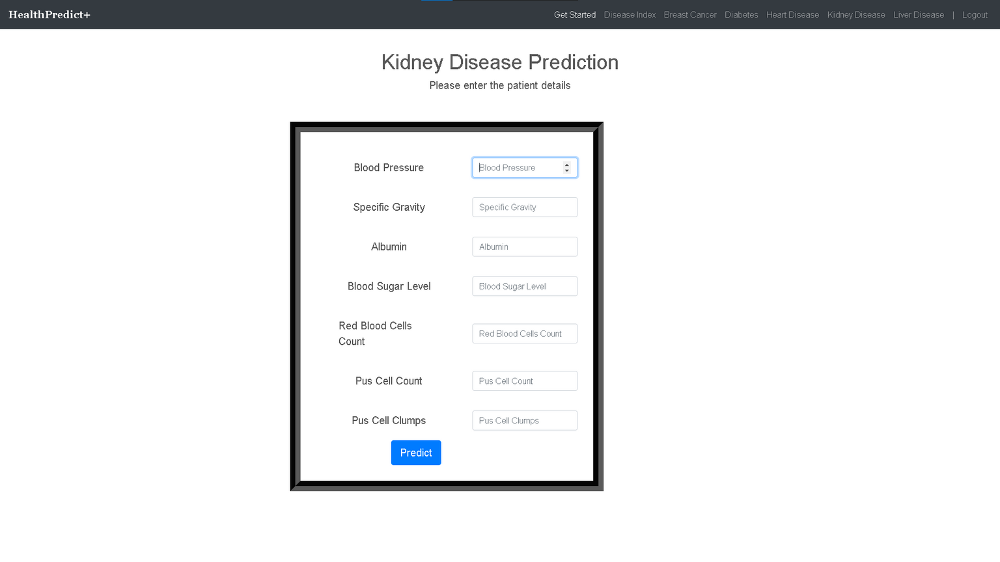 HealthPredict+
Get Started Disease Index Breast Cancer Diabetes Heart Disease Kidney Disease Liver Disease | Logout
Kidney Disease Prediction
Please enter the patient details
Blood Pressure Blood Pressure
Specific Gravity Specific Gravity
Albumin Albumin
Blood Sugar Level Blood Sugar Level
Red Blood Cells
Count
Red Blood Cells Count
Pus Cell Count Pus Cell Count
Pus Cell Clumps Pus Cell Clumps
Predict